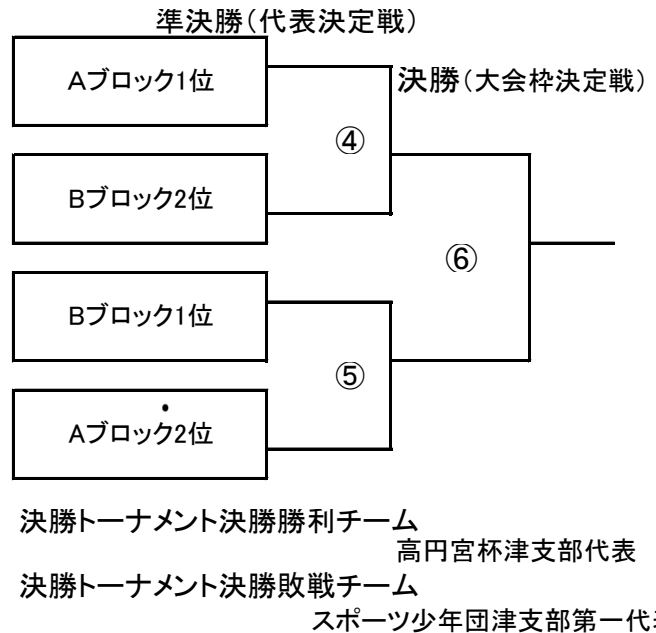 準決勝（代表決定戦）
Aブロック1位
決勝（大会枠決定戦）
④
Bブロック2位
⑥
Bブロック1位
⑤
Aブロック2位
決勝トーナメント決勝勝利チーム
高円宮杯津支部代表
決勝トーナメント決勝敗戦チーム
スポーツ少年団津支部第一代